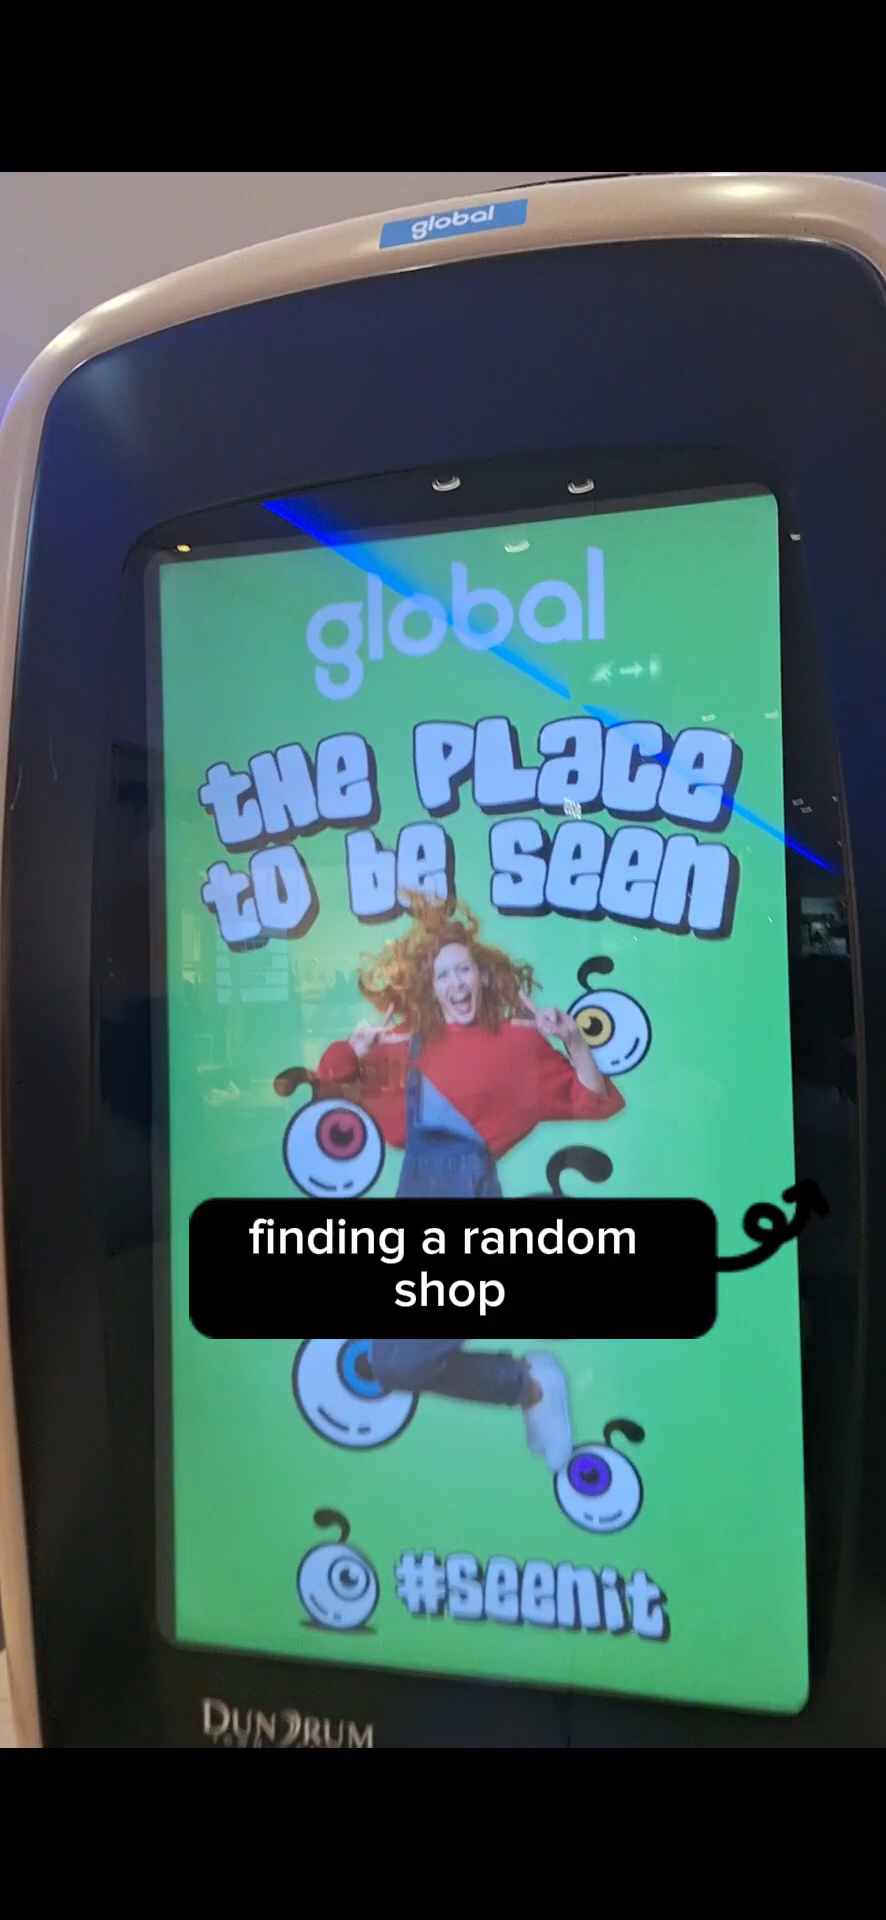 global
global
the PLace
to be seen
finding a random
shop
#seenit
DUNDRUM